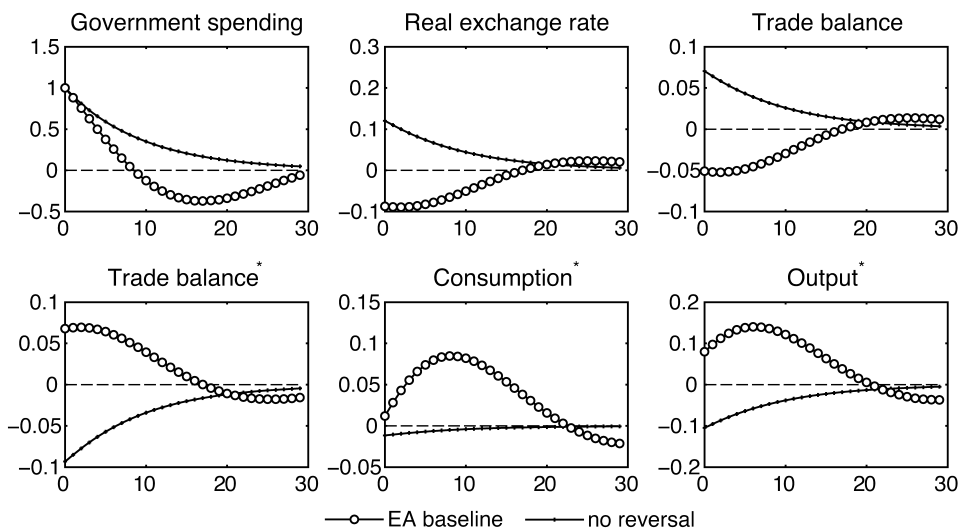 Government spending
Real exchange rate
Trade balance
1.5
1
0.5
0
−0.5
0 10 20 30
0.3
0.2
0.1
0
−0.1
0 10 20 30
0.1
0.05
0
−0.05
−0.1
0 10 20 30
Trade balance*
Consumption*
Output*
0.1
0.05
0
−0.05
−0.1
0 10 20 30
0.15
0.1
0.05
0
−0.05
0 10 20 30
0.2
0.1
0
−0.1
−0.2
0 10 20 30
EA baseline
no reversal